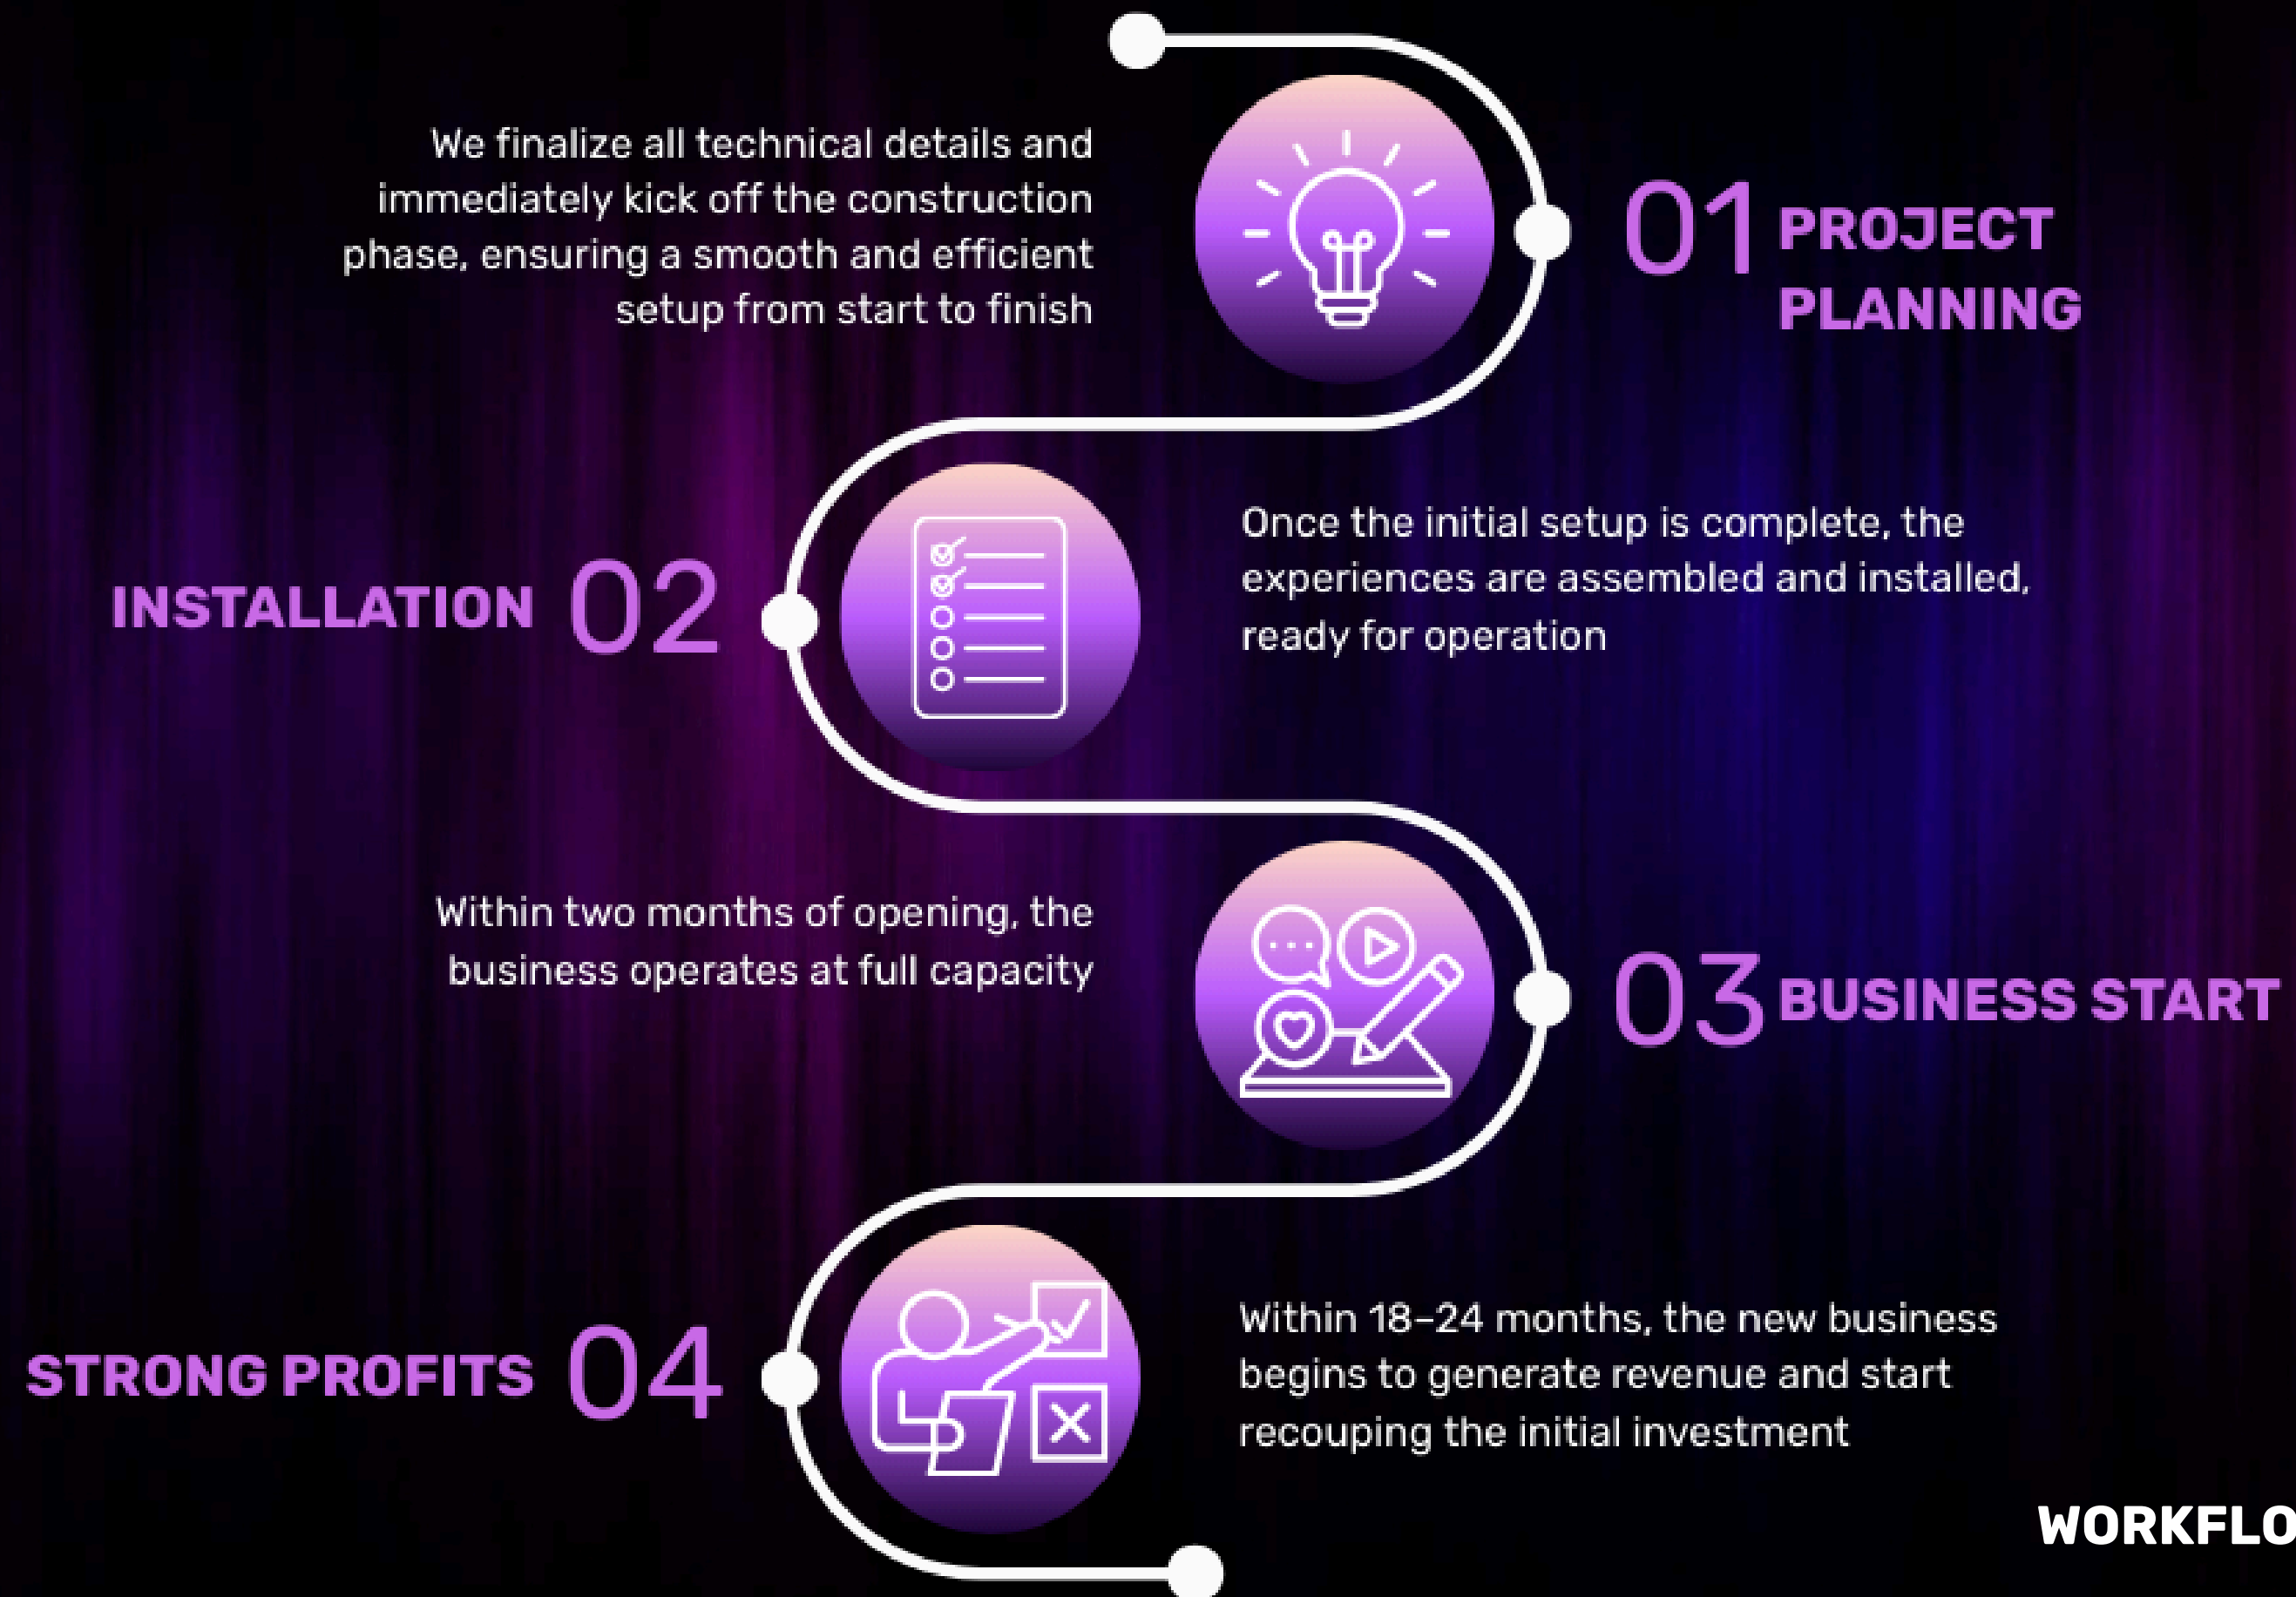 We finalize all technical details and
immediately kick off the construction
phase, ensuring a smooth and efficient
setup from start to finish
01 PROJECT
PLANNING
INSTALLATION 02
Once the initial setup is complete, the
experiences are assembled and installed,
ready for operation
Within two months of opening, the
business operates at full capacity
03 BUSINESS START
STRONG PROFITS 04
Within 18–24 months, the new business
begins to generate revenue and start
recouping the initial investment
WORKFLO